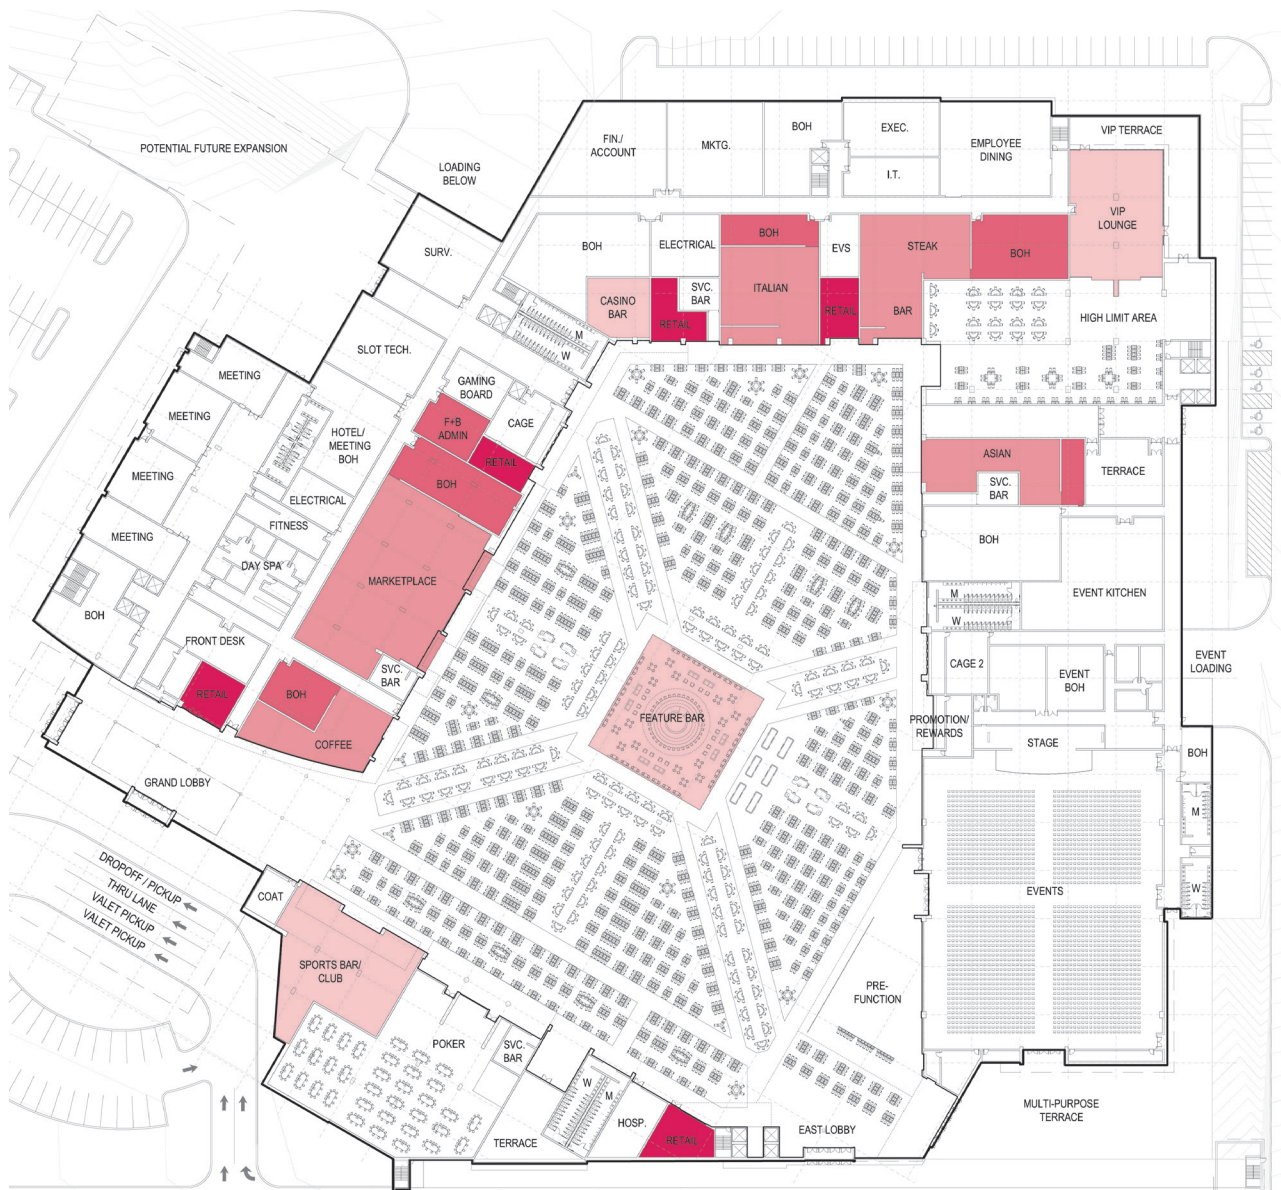 POTENTIAL FUTURE EXPANSION
LOADING
BELOW
FIN./
ACCOUNT
MKTG.
BOH
EXEC.
I.T.
EMPLOYEE
DINING
VIP TERRACE
VIP
LOUNGE
SURV.
BOH
ELECTRICAL
BOH
EVS
STEAK
BOH
CASINO
BAR
SVC.
BAR
RETAIL
ITALIAN
RETAIL
BAR
HIGH LIMIT AREA
SLOT TECH.
M
W
MEETING
GAMING
BOARD
MEETING
HOTEL/
MEETING
BOH
F+B
ADMIN
CAGE
RETAIL
BOH
MEETING
ELECTRICAL
FITNESS
MEETING
DAY SPA
MARKETPLACE
ASIAN
SVC.
BAR
TERRACE
BOH
EVENT KITCHEN
M
W
BOH
FRONT DESK
SVC.
BAR
RETAIL
BOH
COFFEE
CAGE 2
EVENT
BOH
EVENT
LOADING
FEATURE BAR
PROMOTION/
REWARDS
STAGE
BOH
GRAND LOBBY
M
W
EVENTS
DROPOFF / PICKUP
THRU LANE
VALET PICKUP
VALET PICKUP
COAT
SPORTS BAR/
CLUB
PRE-
FUNCTION
POKER
SVC.
BAR
W
M
TERRACE
HOSP.
RETAIL
EAST LOBBY
MULTI-PURPOSE
TERRACE